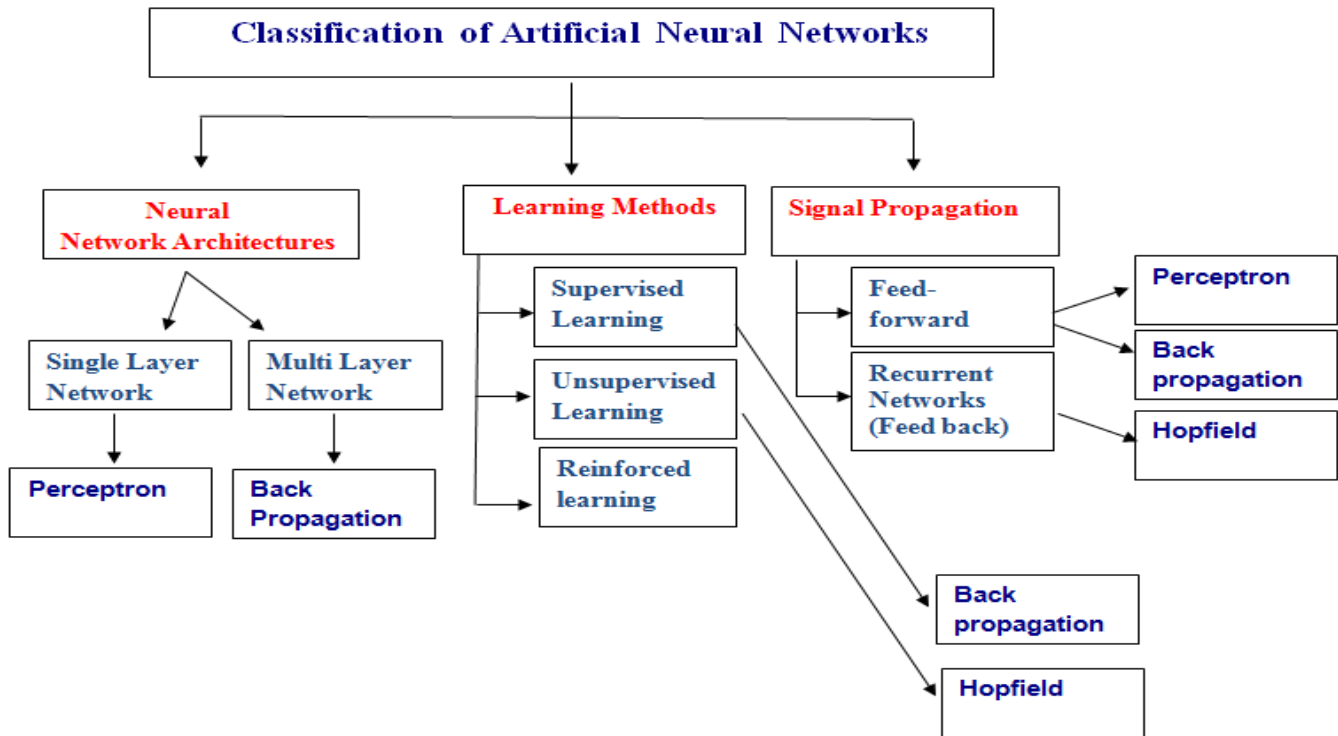 Classification of Artificial Neural Networks
Neural
Network Architectures
Learning Methods
Signal Propagation
Single Layer
Network
Multi Layer
Network
Perceptron
Back
Propagation
Supervised
Learning
Unsupervised
Learning
Reinforced
learning
Feed-
forward
Recurrent
Networks
(Feed back)
Perceptron
Back
propagation
Hopfield
Back
propagation
Hopfield